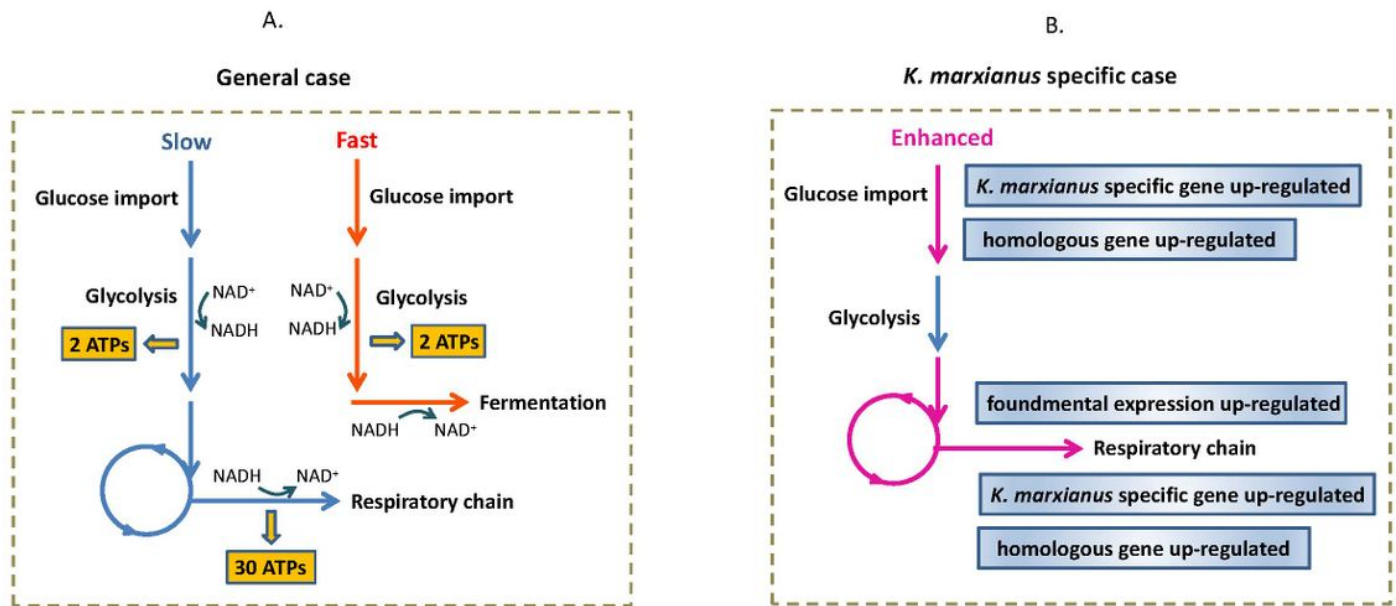 A.
General case
Slow
Fast
Glucose import
Glucose import
Glycolysis
NAD⁺
NADH
2 ATPs
NAD⁺
NADH
Glycolysis
2 ATPs
Fermentation
NADH
NAD⁺
NADH
NAD⁺
Respiratory chain
30 ATPs
B.
K. marxianus specific case
Enhanced
Glucose import
K. marxianus specific gene up-regulated
homologous gene up-regulated
Glycolysis
foundmental expression up-regulated
Respiratory chain
K. marxianus specific gene up-regulated
homologous gene up-regulated